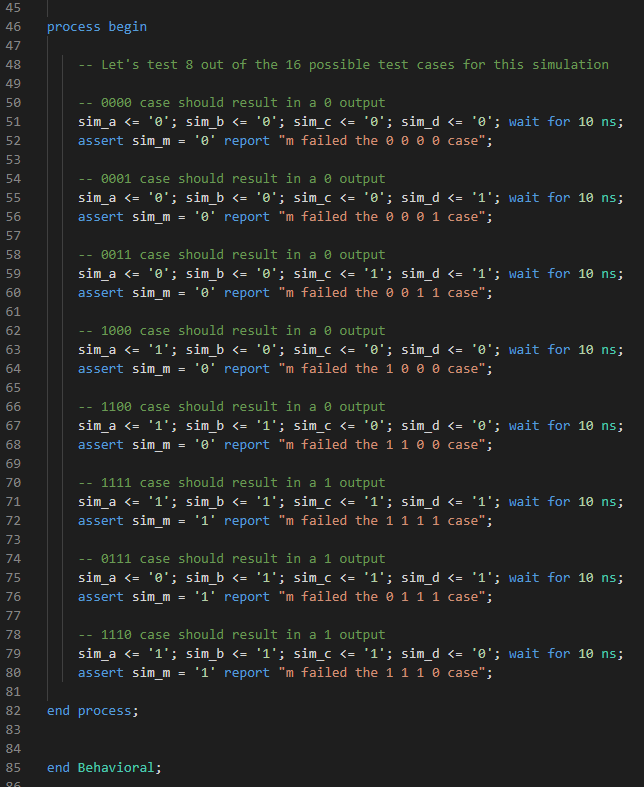 45
46 process begin
47
48 -- Let's test 8 out of the 16 possible test cases for this simulation
49
50 -- 0000 case should result in a 0 output
51 sim_a <= '0'; sim_b <= '0'; sim_c <= '0'; sim_d <= '0'; wait for 10 ns;
52 assert sim_m = '0' report "m failed the 0 0 0 0 case";
53
54 -- 0001 case should result in a 0 output
55 sim_a <= '0'; sim_b <= '0'; sim_c <= '0'; sim_d <= '1'; wait for 10 ns;
56 assert sim_m = '0' report "m failed the 0 0 0 1 case";
57
58 -- 0011 case should result in a 0 output
59 sim_a <= '0'; sim_b <= '0'; sim_c <= '1'; sim_d <= '1'; wait for 10 ns;
60 assert sim_m = '0' report "m failed the 0 0 1 1 case";
61
62 -- 1000 case should result in a 0 output
63 sim_a <= '1'; sim_b <= '0'; sim_c <= '0'; sim_d <= '0'; wait for 10 ns;
64 assert sim_m = '0' report "m failed the 1 0 0 0 case";
65
66 -- 1100 case should result in a 0 output
67 sim_a <= '1'; sim_b <= '1'; sim_c <= '0'; sim_d <= '0'; wait for 10 ns;
68 assert sim_m = '0' report "m failed the 1 1 0 0 case";
69
70 -- 1111 case should result in a 1 output
71 sim_a <= '1'; sim_b <= '1'; sim_c <= '1'; sim_d <= '1'; wait for 10 ns;
72 assert sim_m = '1' report "m failed the 1 1 1 1 case";
73
74 -- 0111 case should result in a 1 output
75 sim_a <= '0'; sim_b <= '1'; sim_c <= '1'; sim_d <= '1'; wait for 10 ns;
76 assert sim_m = '1' report "m failed the 0 1 1 1 case";
77
78 -- 1110 case should result in a 1 output
79 sim_a <= '1'; sim_b <= '1'; sim_c <= '1'; sim_d <= '0'; wait for 10 ns;
80 assert sim_m = '1' report "m failed the 1 1 1 0 case";
81
82 end process;
83
84
85 end Behavioral;
86